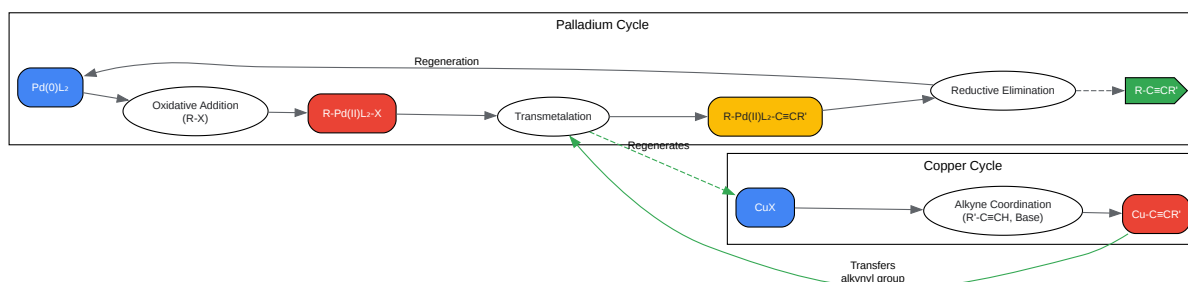 Palladium Cycle
Regeneration
Pd(0)L₂
Oxidative Addition
(R-X)
R-Pd(II)L₂-X
Transmetalation
R-Pd(II)L₂-C≡CR'
Reductive Elimination
R-C≡CR'
Regenerates
Copper Cycle
CuX
Alkyne Coordination
(R'-C≡CH, Base)
Cu-C≡CR'
Transfers
alkynyl group